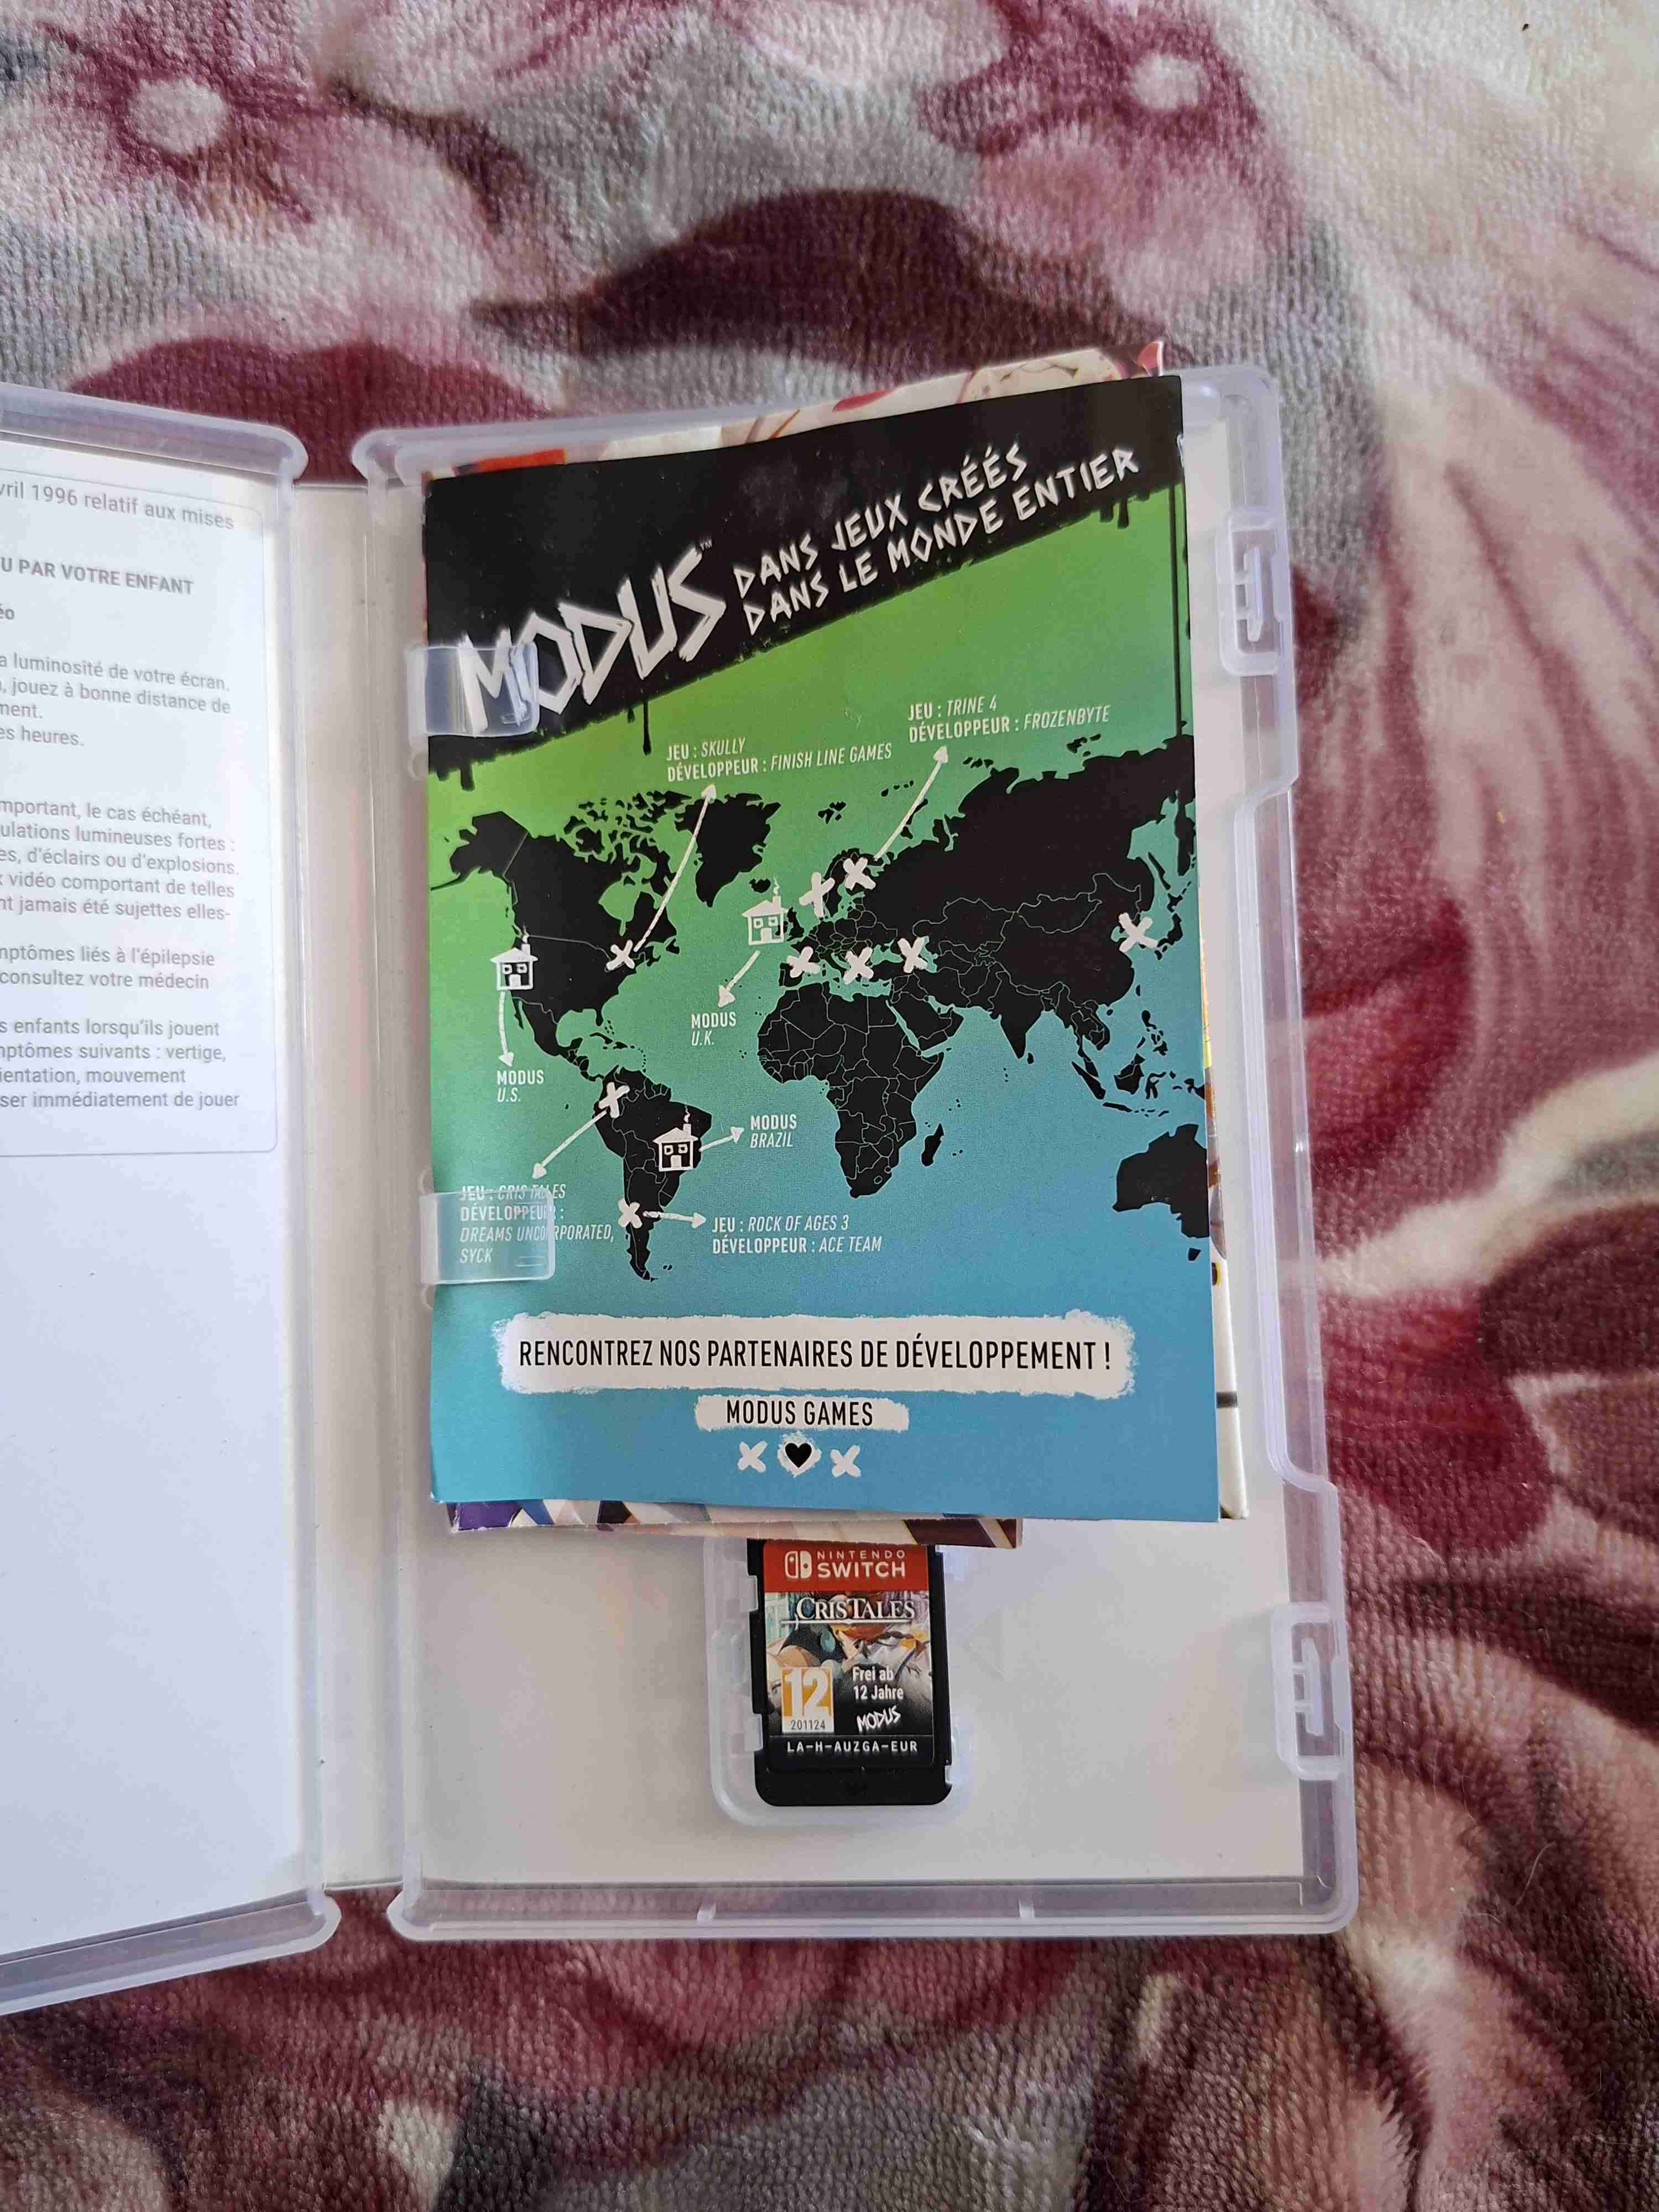 vril 1996 relatif aux mises
U PAR VOTRE ENFANT
éo
a luminosité de votre écran.
, jouez à bonne distance de
ment.
es heures.
mportant, le cas échéant,
ulations lumineuses fortes :
es, d'éclairs ou d'explosions.
x vidéo comportant de telles
nt jamais été sujettes elles-
mptômes liés à l'épilepsie
consultez votre médecin
s enfants lorsqu'ils jouent
mptômes suivants : vertige,
ientation, mouvement
ser immédiatement de jouer
MODUS™ DANS JEUX CRÉÉS
DANS LE MONDE ENTIER
JEU : TRINE 4
DÉVELOPPEUR : FROZENBYTE
JEU : SKULLY
DÉVELOPPEUR : FINISH LINE GAMES
MODUS
U.K.
MODUS
U.S.
MODUS
BRAZIL
JEU : CRIS TALES
DÉVELOPPEUR :
DREAMS UNCORPORATED,
SYCK
JEU : ROCK OF AGES 3
DÉVELOPPEUR : ACE TEAM
RENCONTREZ NOS PARTENAIRES DE DÉVELOPPEMENT !
MODUS GAMES
NINTENDO
SWITCH
CRISTALES
12
201124
Frei ab
12 Jahre
MODUS
LA-H-AUZGA-EUR